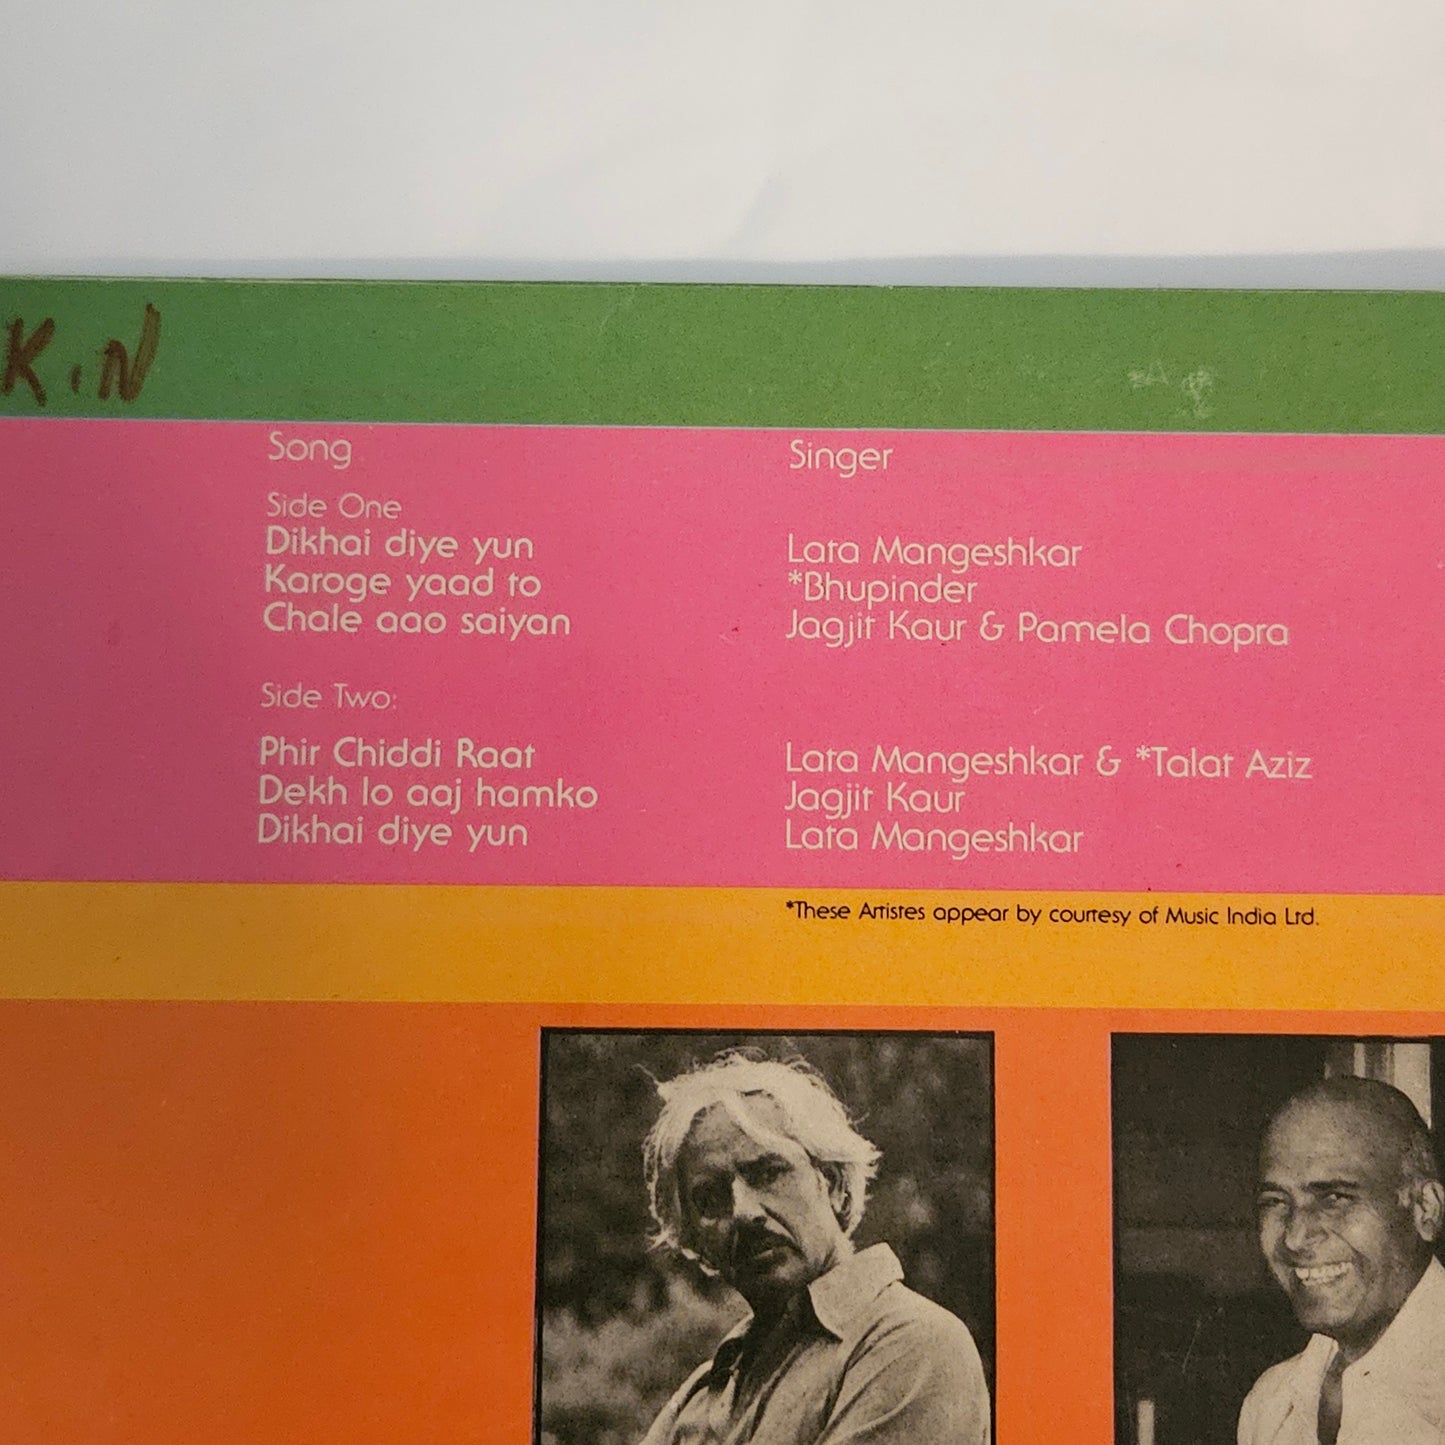 K.N
Song Singer
Side One
Dikhai diye yun Lata Mangeshkar
Karoge yaad to *Bhupinder
Chale aao saiyan Jagjit Kaur & Pamela Chopra
Side Two:
Phir Chiddi Raat Lata Mangeshkar & *Talat Aziz
Dekh lo aaj hamko Jagjit Kaur
Dikhai diye yun Lata Mangeshkar
*These Artistes appear by courtesy of Music India Ltd.